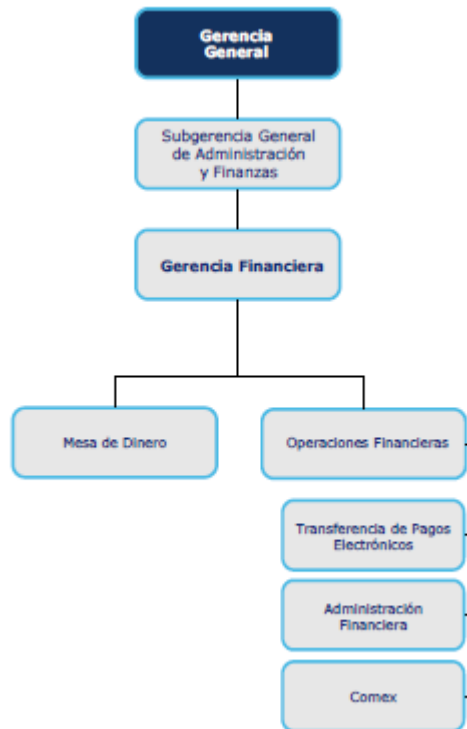 Gerencia
General
Subgerencia General
de Administración
y Finanzas
Gerencia Financiera
Mesa de Dinero
Operaciones Financieras
Transferencia de Pagos
Electrónicos
Administración
Financiera
Comex